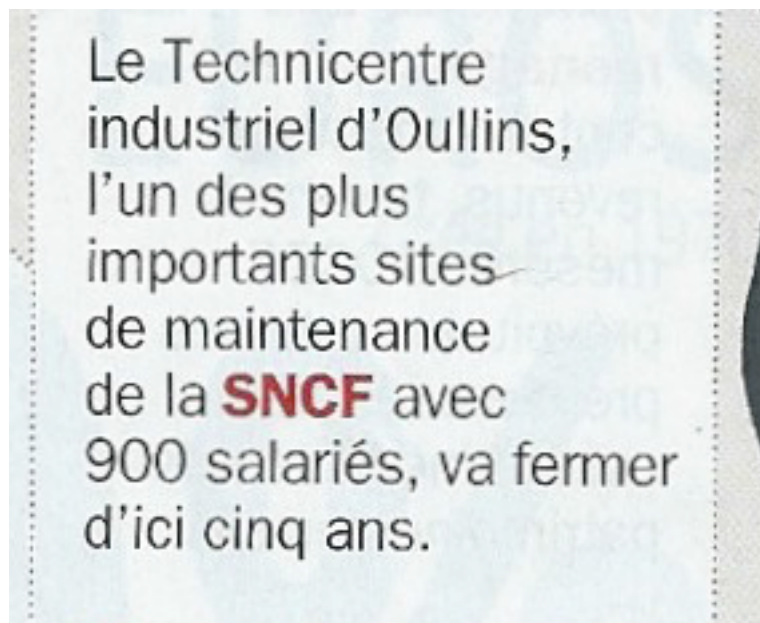 Le Technicentre
industriel d'Oullins,
l'un des plus
importants sites
de maintenance
de la SNCF avec
900 salariés, va fermer
d'ici cinq ans.